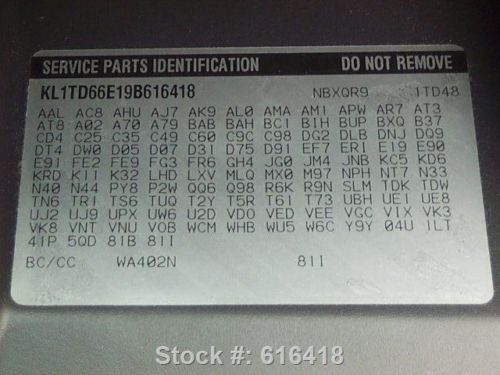 SERVICE PARTS IDENTIFICATION DO NOT REMOVE
KL1TD66E19B616418 NBXQR9 1TD48
AAL AC8 AHU AJ7 AK9 AL0 AMA AM1 APW AR7 AT3
AT8 A02 A70 A79 BAB BAH BC1 B1H BUP BXQ B37
CD4 C25 C35 C49 C60 C9C C98 DG2 DLB DNJ DQ9
DT4 DW0 D05 D07 D31 D75 D91 EF7 ER1 E19 E90
E91 FE2 FE9 FG3 FR6 GH4 JG0 JM4 JNB KC5 KD6
KRD K11 K32 LHD LXV MLQ MX0 M97 NPH NT7 N33
N40 N44 PY8 P2W QQ6 Q98 R6K R9N SLM TDK TDW
TN6 TR1 TS6 TUQ T2Y T5R T61 T73 UBH UE1 UE8
UJ2 UJ9 UPX UW6 U2D VD0 VED VEE VGC VIX VK3
VK8 VNT VNU V0B WCM WHB WU5 W6C Y9Y 04U 1LT
41P 5QD 81B 81I
BC/CC WA402N 81I
Stock #: 616418